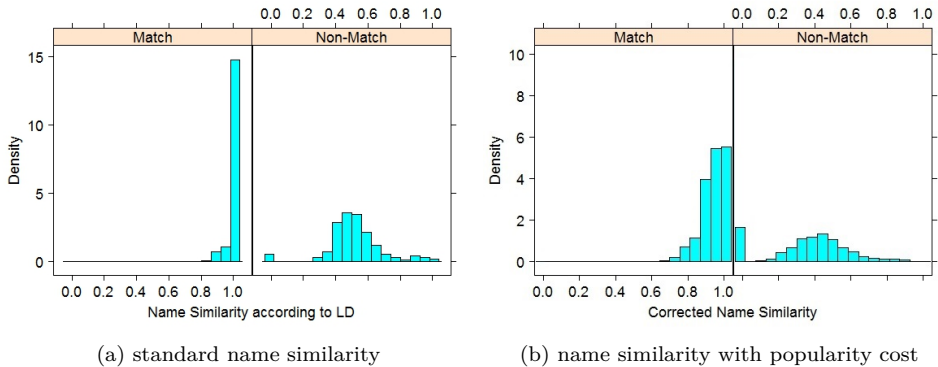 0.0 0.2 0.4 0.6 0.8 1.0
Match Non-Match
15
10
5
0
Density
0.0 0.2 0.4 0.6 0.8 1.0
Name Similarity according to LD
(a) standard name similarity
0.0 0.2 0.4 0.6 0.8 1.0
Match Non-Match
10
8
6
4
2
0
Density
0.0 0.2 0.4 0.6 0.8 1.0
Corrected Name Similarity
(b) name similarity with popularity cost